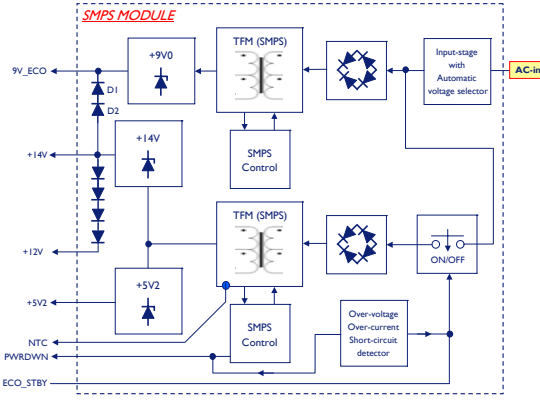 SMPS MODULE
+9V0
TFM (SMPS)
Input-stage
with
Automatic
voltage selector
AC-in
9V_ECO
D1
D2
+14V
+14V
SMPS
Control
TFM (SMPS)
ON/OFF
+12V
+5V2
+5V2
SMPS
Control
Over-voltage
Over-current
Short-circuit
detector
NTC
PWRDWN
ECO_STBY